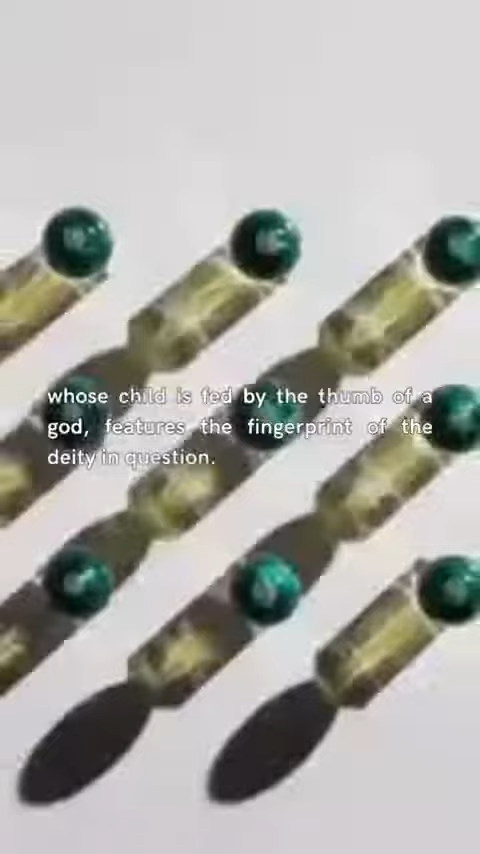 whose child is fed by the thumb of a
god, features the fingerprint of the
deity in question.